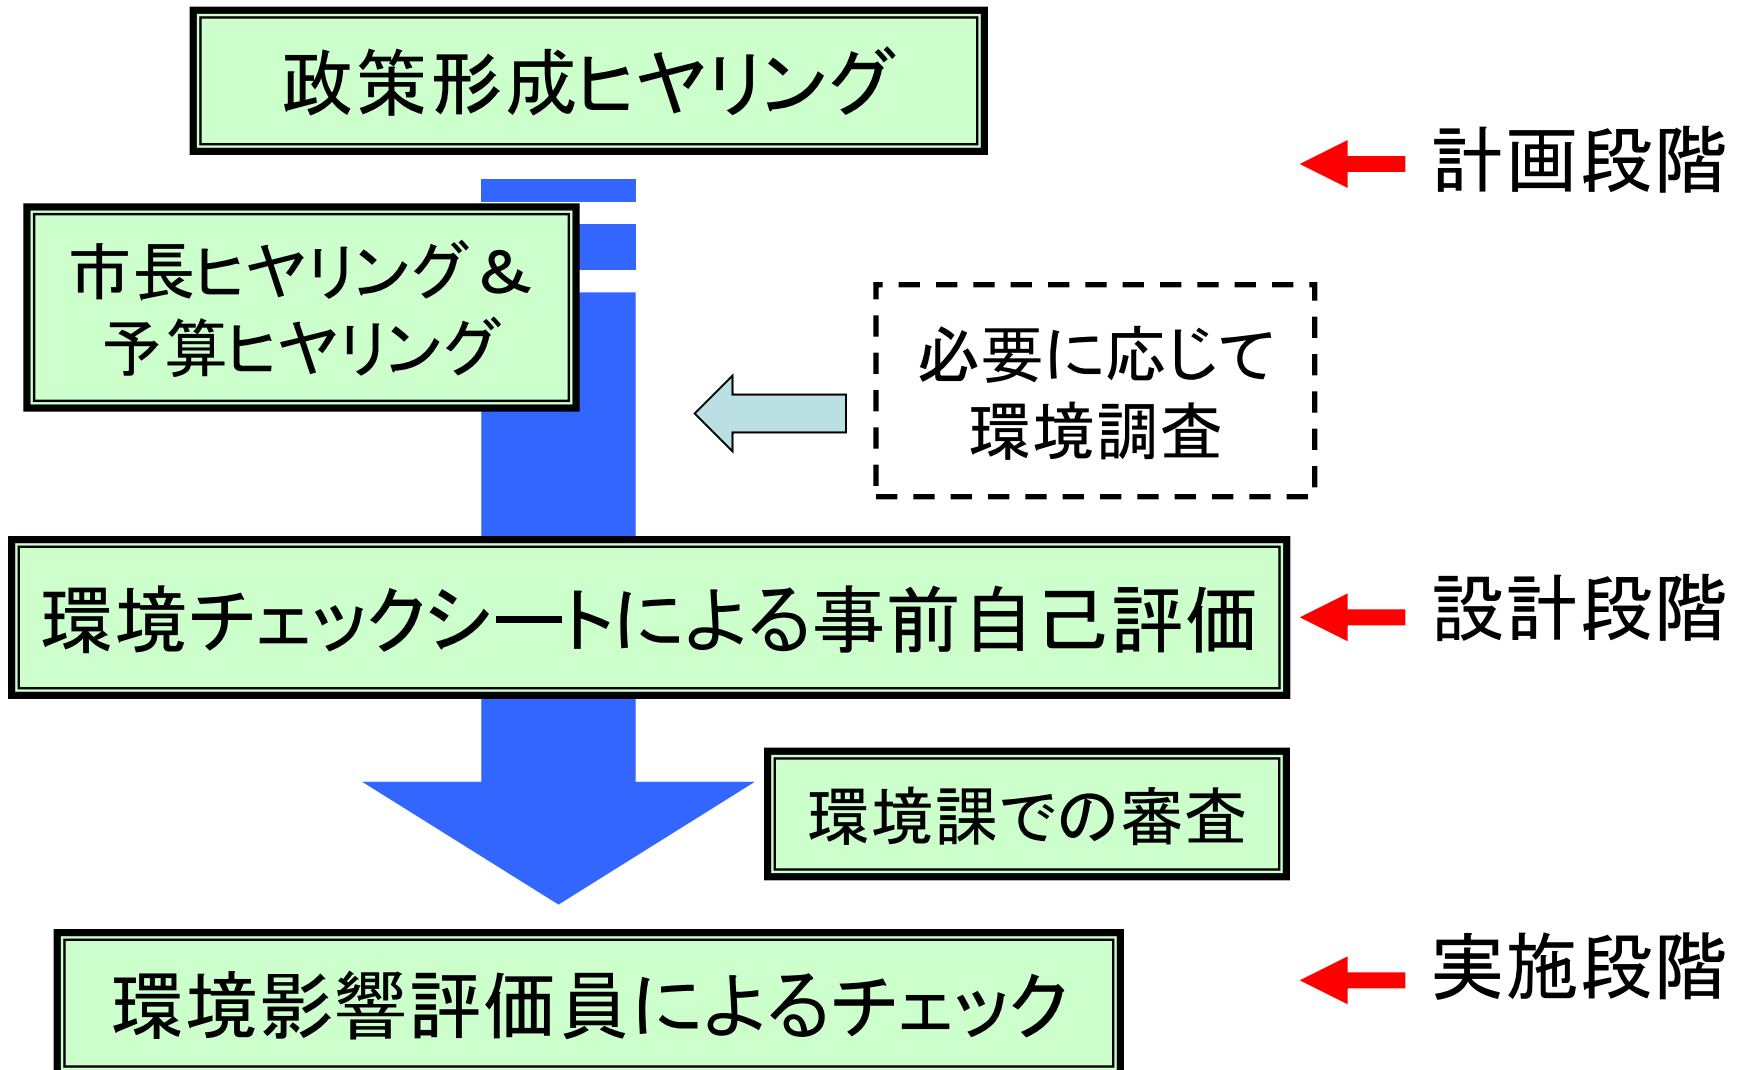 政策形成ヒヤリング
計画段階
市長ヒヤリング＆
予算ヒヤリング
必要に応じて
環境調査
環境チェックシートによる事前自己評価
設計段階
環境課での審査
環境影響評価員によるチェック
実施段階